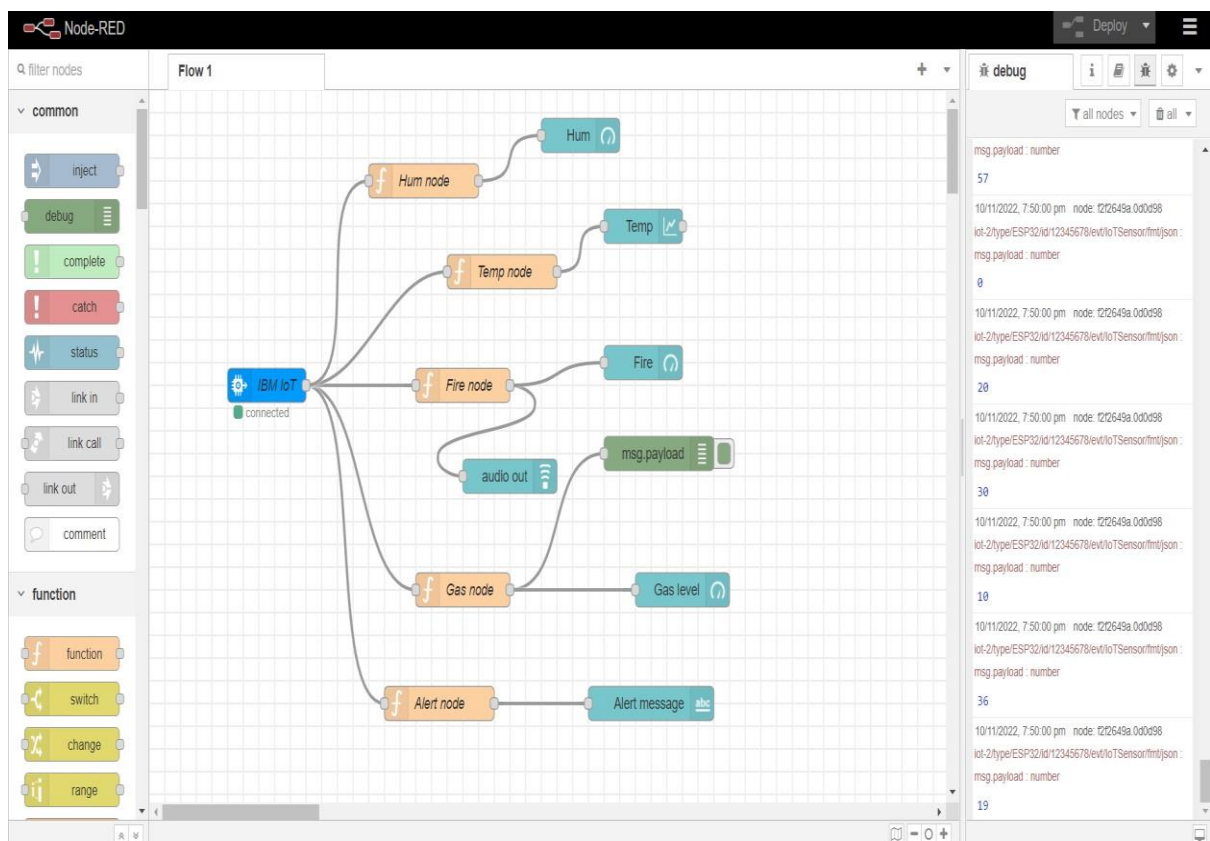 Node-RED
Deploy
filter nodes
Flow 1
debug
i
all nodes
all
common
inject
debug
complete
catch
status
link in
link call
link out
comment
function
function
switch
change
range
Hum
Hum node
Temp
Temp node
IBM IoT
connected
Fire node
Fire
msg.payload
audio out
Gas node
Gas level
Alert node
Alert message
abc
msg.payload : number
57
10/11/2022, 7:50:00 pm node: f2f2649a.0d0d98
iot-2/type/ESP32/id/12345678/evt/IoTSensor/fmt/json :
msg.payload : number
0
10/11/2022, 7:50:00 pm node: f2f2649a.0d0d98
iot-2/type/ESP32/id/12345678/evt/IoTSensor/fmt/json :
msg.payload : number
20
10/11/2022, 7:50:00 pm node: f2f2649a.0d0d98
iot-2/type/ESP32/id/12345678/evt/IoTSensor/fmt/json :
msg.payload : number
30
10/11/2022, 7:50:00 pm node: f2f2649a.0d0d98
iot-2/type/ESP32/id/12345678/evt/IoTSensor/fmt/json :
msg.payload : number
10
10/11/2022, 7:50:00 pm node: f2f2649a.0d0d98
iot-2/type/ESP32/id/12345678/evt/IoTSensor/fmt/json :
msg.payload : number
36
10/11/2022, 7:50:00 pm node: f2f2649a.0d0d98
iot-2/type/ESP32/id/12345678/evt/IoTSensor/fmt/json :
msg.payload : number
19